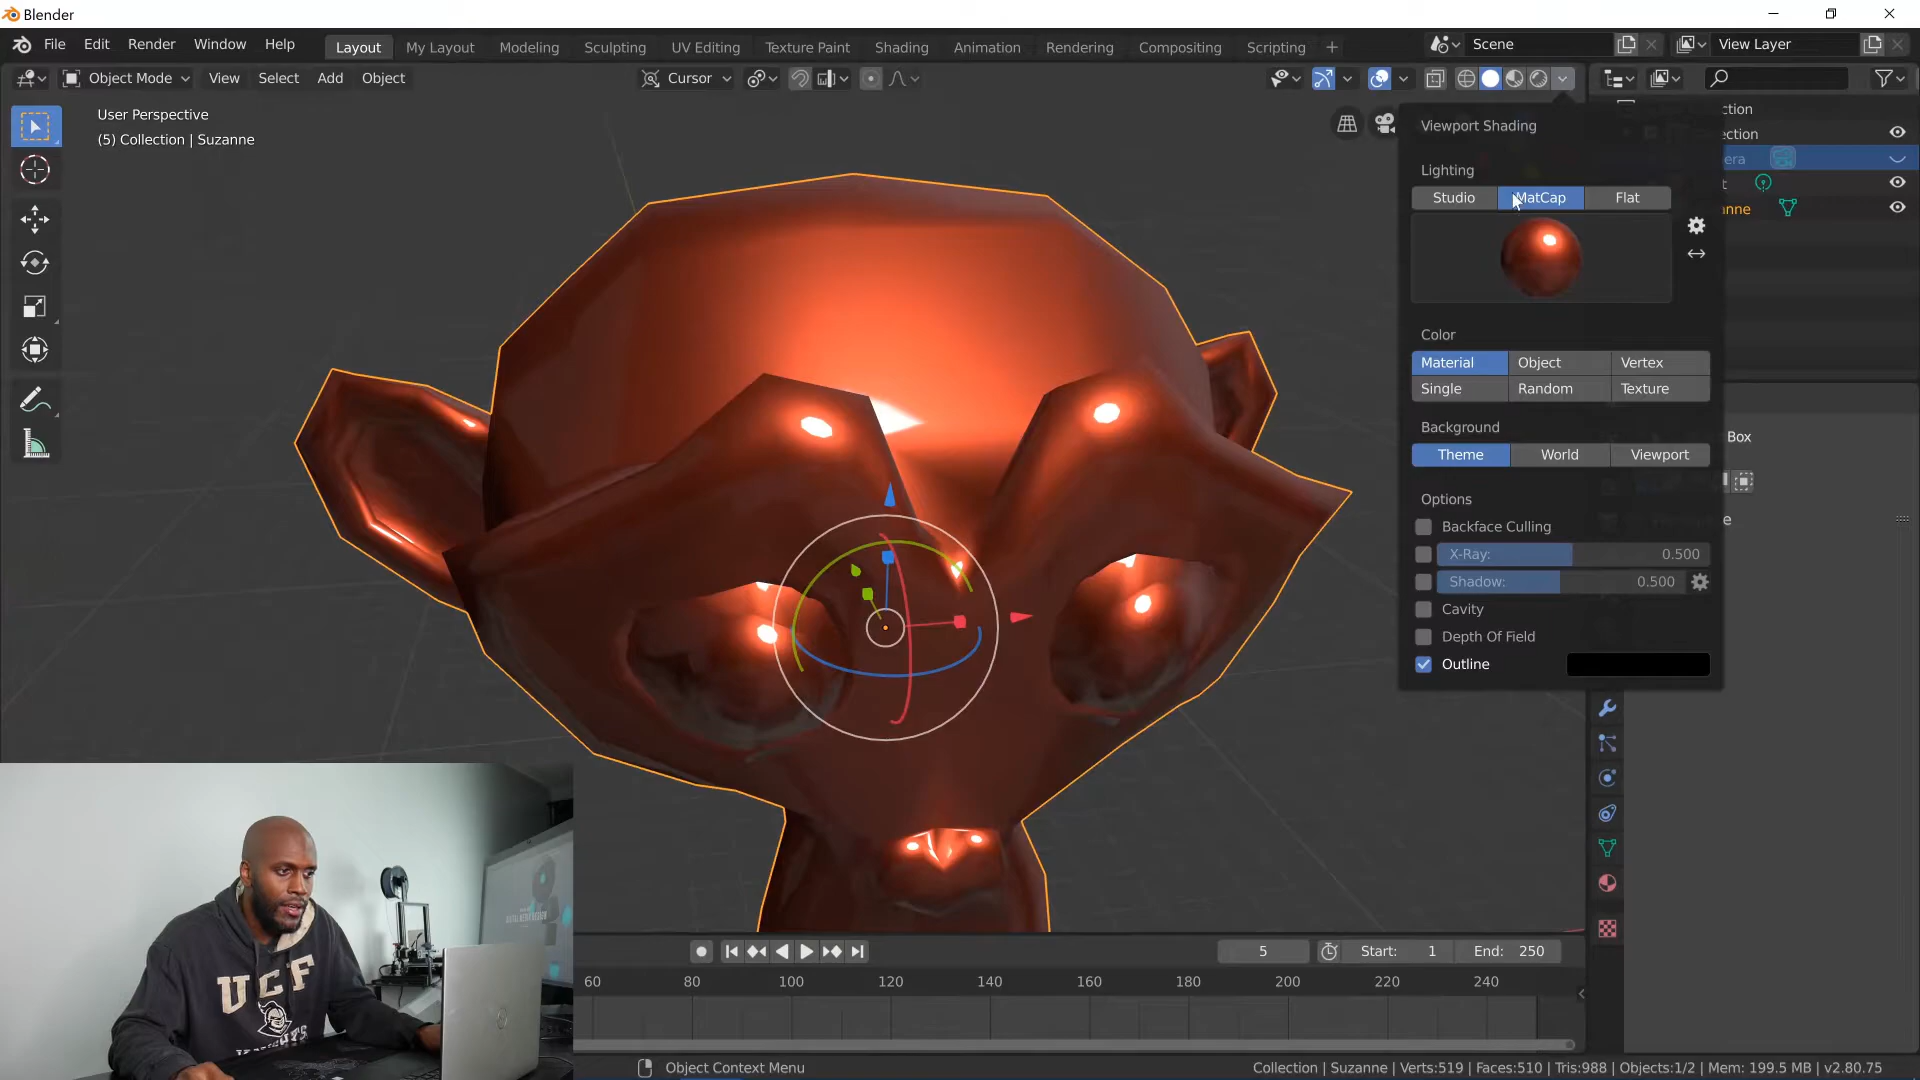 Blender
File Edit Render Window Help Layout My Layout Modeling Sculpting UV Editing Texture Paint Shading Animation Rendering Compositing Scripting + Scene View Layer
Object Mode View Select Add Object Cursor
User Perspective
(5) Collection | Suzanne
Viewport Shading
Lighting
Studio MatCap Flat
Color
Material Object Vertex
Single Random Texture
Background
Theme World Viewport
Options
Backface Culling
X-Ray: 0.500
Shadow: 0.500
Cavity
Depth Of Field
Outline
ction
ection
era
t
anne
Box
e
UCF
KNIGHTS
5 Start: 1 End: 250
60 80 100 120 140 160 180 200 220 240
Object Context Menu
Collection | Suzanne | Verts:519 | Faces:510 | Tris:988 | Objects:1/2 | Mem: 199.5 MB | v2.80.75